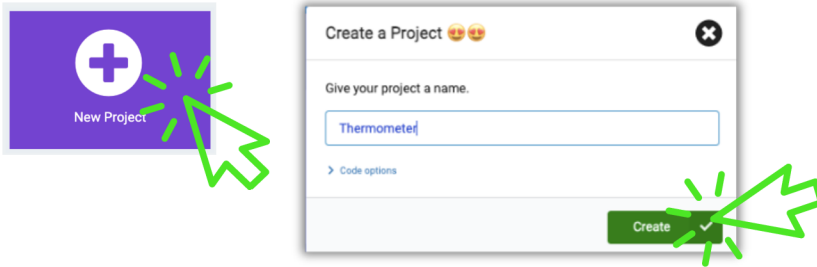 New Project
Create a Project 😍😍
Give your project a name.
Thermometer
> Code options
Create